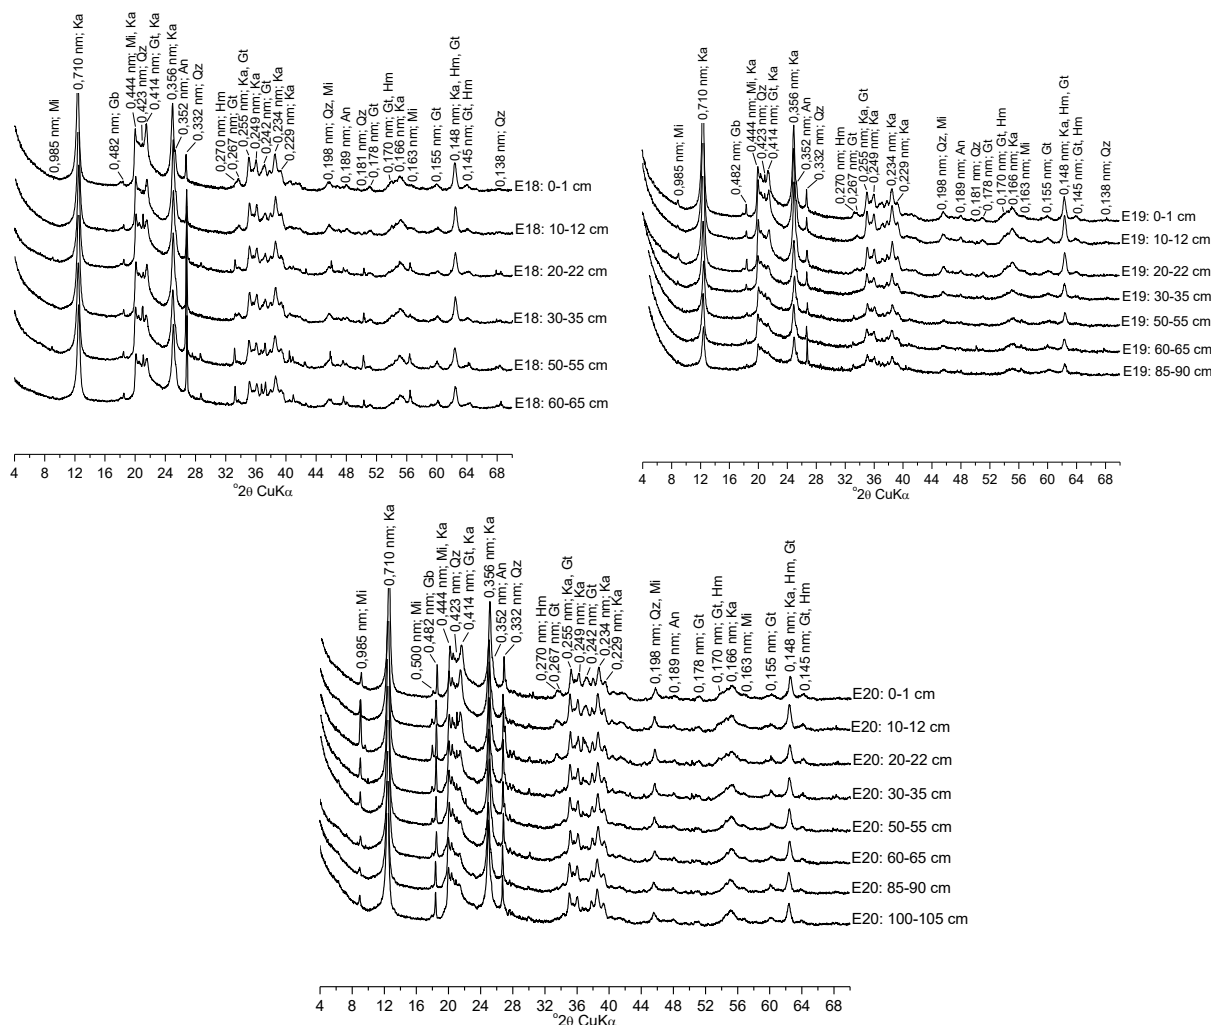 0,985 nm; Mi
0,710 nm; Ka
0,482 nm; Gb
0,444 nm; Mi, Ka
0,423 nm; Qz
0,414 nm; Gt, Ka
0,356 nm; Ka
0,352 nm; An
0,332 nm; Qz
0,270 nm; Hm
0,267 nm; Gt
0,255 nm; Ka, Gt
0,249 nm; Ka
0,242 nm; Gt
0,234 nm; Ka
0,229 nm; Ka
0,198 nm; Qz, Mi
0,189 nm; An
0,181 nm; Qz
0,178 nm; Gt
0,170 nm; Gt, Hm
0,166 nm; Ka
0,163 nm; Mi
0,155 nm; Gt
0,148 nm; Ka, Hm, Gt
0,145 nm; Gt, Hm
0,138 nm; Qz
E18: 0-1 cm
E18: 10-12 cm
E18: 20-22 cm
E18: 30-35 cm
E18: 50-55 cm
E18: 60-65 cm
4 8 12 16 20 24 28 32 36 40 44 48 52 56 60 64 68
°2θ CuKα
0,985 nm; Mi
0,710 nm; Ka
0,482 nm; Gb
0,444 nm; Mi, Ka
0,423 nm; Qz
0,414 nm; Gt, Ka
0,356 nm; Ka
0,352 nm; An
0,332 nm; Qz
0,270 nm; Hm
0,267 nm; Gt
0,255 nm; Ka, Gt
0,249 nm; Ka
0,234 nm; Ka
0,229 nm; Ka
0,198 nm; Qz, Mi
0,189 nm; An
0,181 nm; Qz
0,178 nm; Gt
0,170 nm; Gt, Hm
0,166 nm; Ka
0,163 nm; Mi
0,155 nm; Gt
0,148 nm; Ka, Hm, Gt
0,145 nm; Gt, Hm
0,138 nm; Qz
E19: 0-1 cm
E19: 10-12 cm
E19: 20-22 cm
E19: 30-35 cm
E19: 50-55 cm
E19: 60-65 cm
E19: 85-90 cm
4 8 12 16 20 24 28 32 36 40 44 48 52 56 60 64 68
°2θ CuKα
0,985 nm; Mi
0,710 nm; Ka
0,500 nm; Mi
0,482 nm; Gb
0,444 nm; Mi, Ka
0,423 nm; Qz
0,414 nm; Gt, Ka
0,356 nm; Ka
0,352 nm; An
0,332 nm; Qz
0,270 nm; Hm
0,267 nm; Gt
0,255 nm; Ka, Gt
0,249 nm; Ka
0,242 nm; Gt
0,234 nm; Ka
0,229 nm; Ka
0,198 nm; Qz, Mi
0,189 nm; An
0,178 nm; Gt
0,170 nm; Gt, Hm
0,166 nm; Ka
0,163 nm; Mi
0,155 nm; Gt
0,148 nm; Ka, Hm, Gt
0,145 nm; Gt, Hm
E20: 0-1 cm
E20: 10-12 cm
E20: 20-22 cm
E20: 30-35 cm
E20: 50-55 cm
E20: 60-65 cm
E20: 85-90 cm
E20: 100-105 cm
4 8 12 16 20 24 28 32 36 40 44 48 52 56 60 64 68
°2θ CuKα